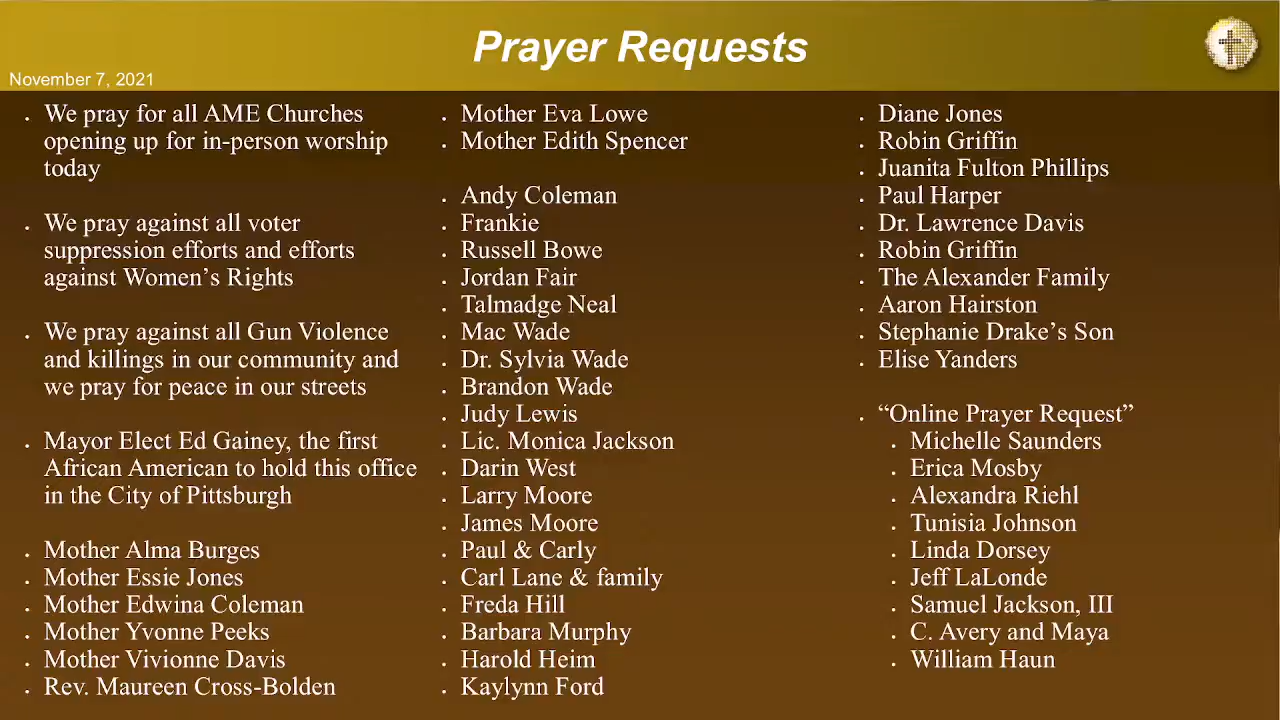 Prayer Requests
November 7, 2021
We pray for all AME Churches
opening up for in-person worship
today
We pray against all voter
suppression efforts and efforts
against Women’s Rights
We pray against all Gun Violence
and killings in our community and
we pray for peace in our streets
Mayor Elect Ed Gainey, the first
African American to hold this office
in the City of Pittsburgh
Mother Alma Burges
Mother Essie Jones
Mother Edwina Coleman
Mother Yvonne Peeks
Mother Vivionne Davis
Rev. Maureen Cross-Bolden
Mother Eva Lowe
Mother Edith Spencer
Andy Coleman
Frankie
Russell Bowe
Jordan Fair
Talmadge Neal
Mac Wade
Dr. Sylvia Wade
Brandon Wade
Judy Lewis
Lic. Monica Jackson
Darin West
Larry Moore
James Moore
Paul & Carly
Carl Lane & family
Freda Hill
Barbara Murphy
Harold Heim
Kaylynn Ford
Diane Jones
Robin Griffin
Juanita Fulton Phillips
Paul Harper
Dr. Lawrence Davis
Robin Griffin
The Alexander Family
Aaron Hairston
Stephanie Drake’s Son
Elise Yanders
“Online Prayer Request”
Michelle Saunders
Erica Mosby
Alexandra Riehl
Tunisia Johnson
Linda Dorsey
Jeff LaLonde
Samuel Jackson, III
C. Avery and Maya
William Haun